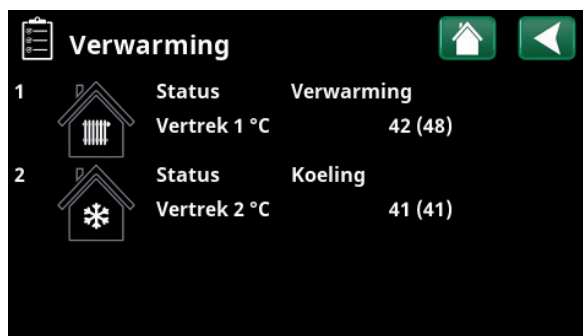 Verwarming
1 Status Verwarming
Vertrek 1 °C 42 (48)
2 Status Koeling
Vertrek 2 °C 41 (41)